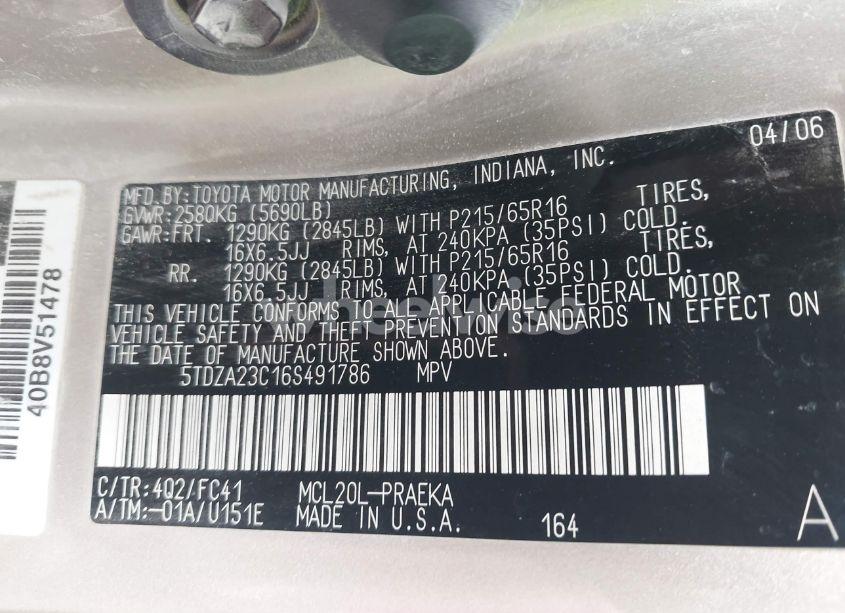 04/06
MFD. BY: TOYOTA MOTOR MANUFACTURING, INDIANA, INC.
GVWR: 2580KG (5690LB)
GAWR: FRT. 1290KG (2845LB) WITH P215/65R16 TIRES,
16X6.5JJ RIMS, AT 240KPA (35PSI) COLD.
RR. 1290KG (2845LB) WITH P215/65R16 TIRES,
16X6.5JJ RIMS, AT 240KPA (35PSI) COLD.
THIS VEHICLE CONFORMS TO ALL APPLICABLE FEDERAL MOTOR
VEHICLE SAFETY AND THEFT PREVENTION STANDARDS IN EFFECT ON
THE DATE OF MANUFACTURE SHOWN ABOVE.
5TDZA23C16S491786 MPV
C/TR: 4Q2/FC41 MCL20L-PRAEKA
A/TM: -01A/U151E MADE IN U.S.A. 164 A
40B8V51478
wheelwise